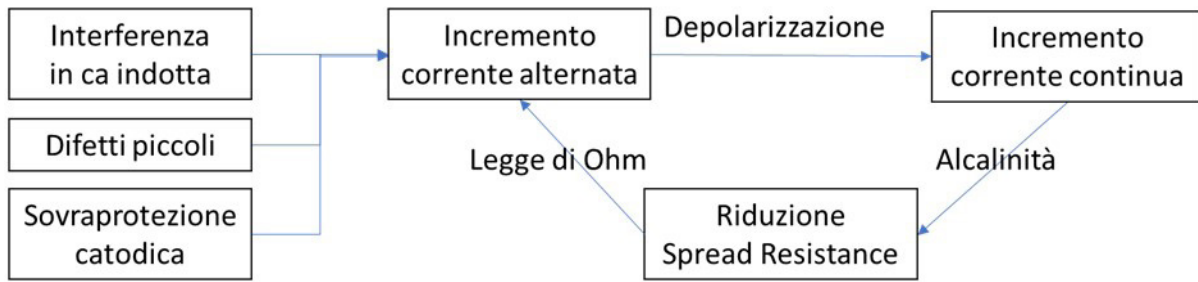 Interferenza
in ca indotta
Difetti piccoli
Sovraprotezione
catodica
Incremento
corrente alternata
Depolarizzazione
Incremento
corrente continua
Legge di Ohm
Alcalinità
Riduzione
Spread Resistance